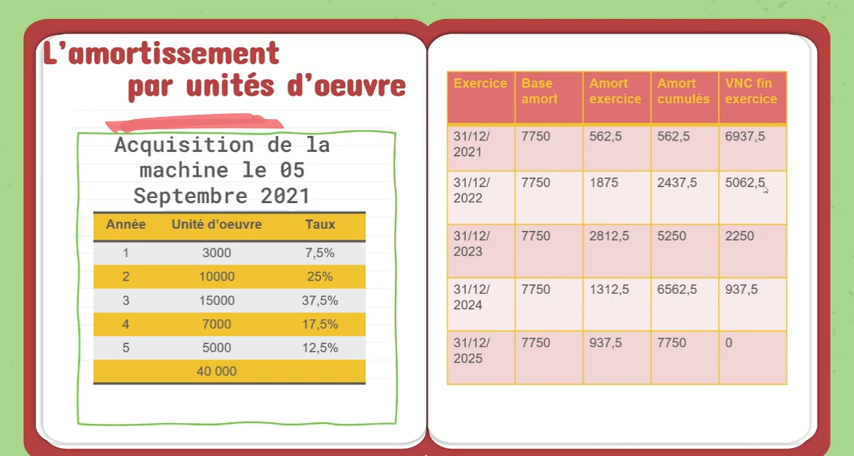 L'amortissement
par unités d'oeuvre
Acquisition de la
machine le 05
Septembre 2021
Année Unité d'oeuvre Taux
1 3000 7,5%
2 10000 25%
3 15000 37,5%
4 7000 17,5%
5 5000 12,5%
40 000
Exercice Base amort Amort exercice Amort cumulés VNC fin exercice
31/12/2021 7750 562,5 562,5 6937,5
31/12/2022 7750 1875 2437,5 5062,5
31/12/2023 7750 2812,5 5250 2250
31/12/2024 7750 1312,5 6562,5 937,5
31/12/2025 7750 937,5 7750 0